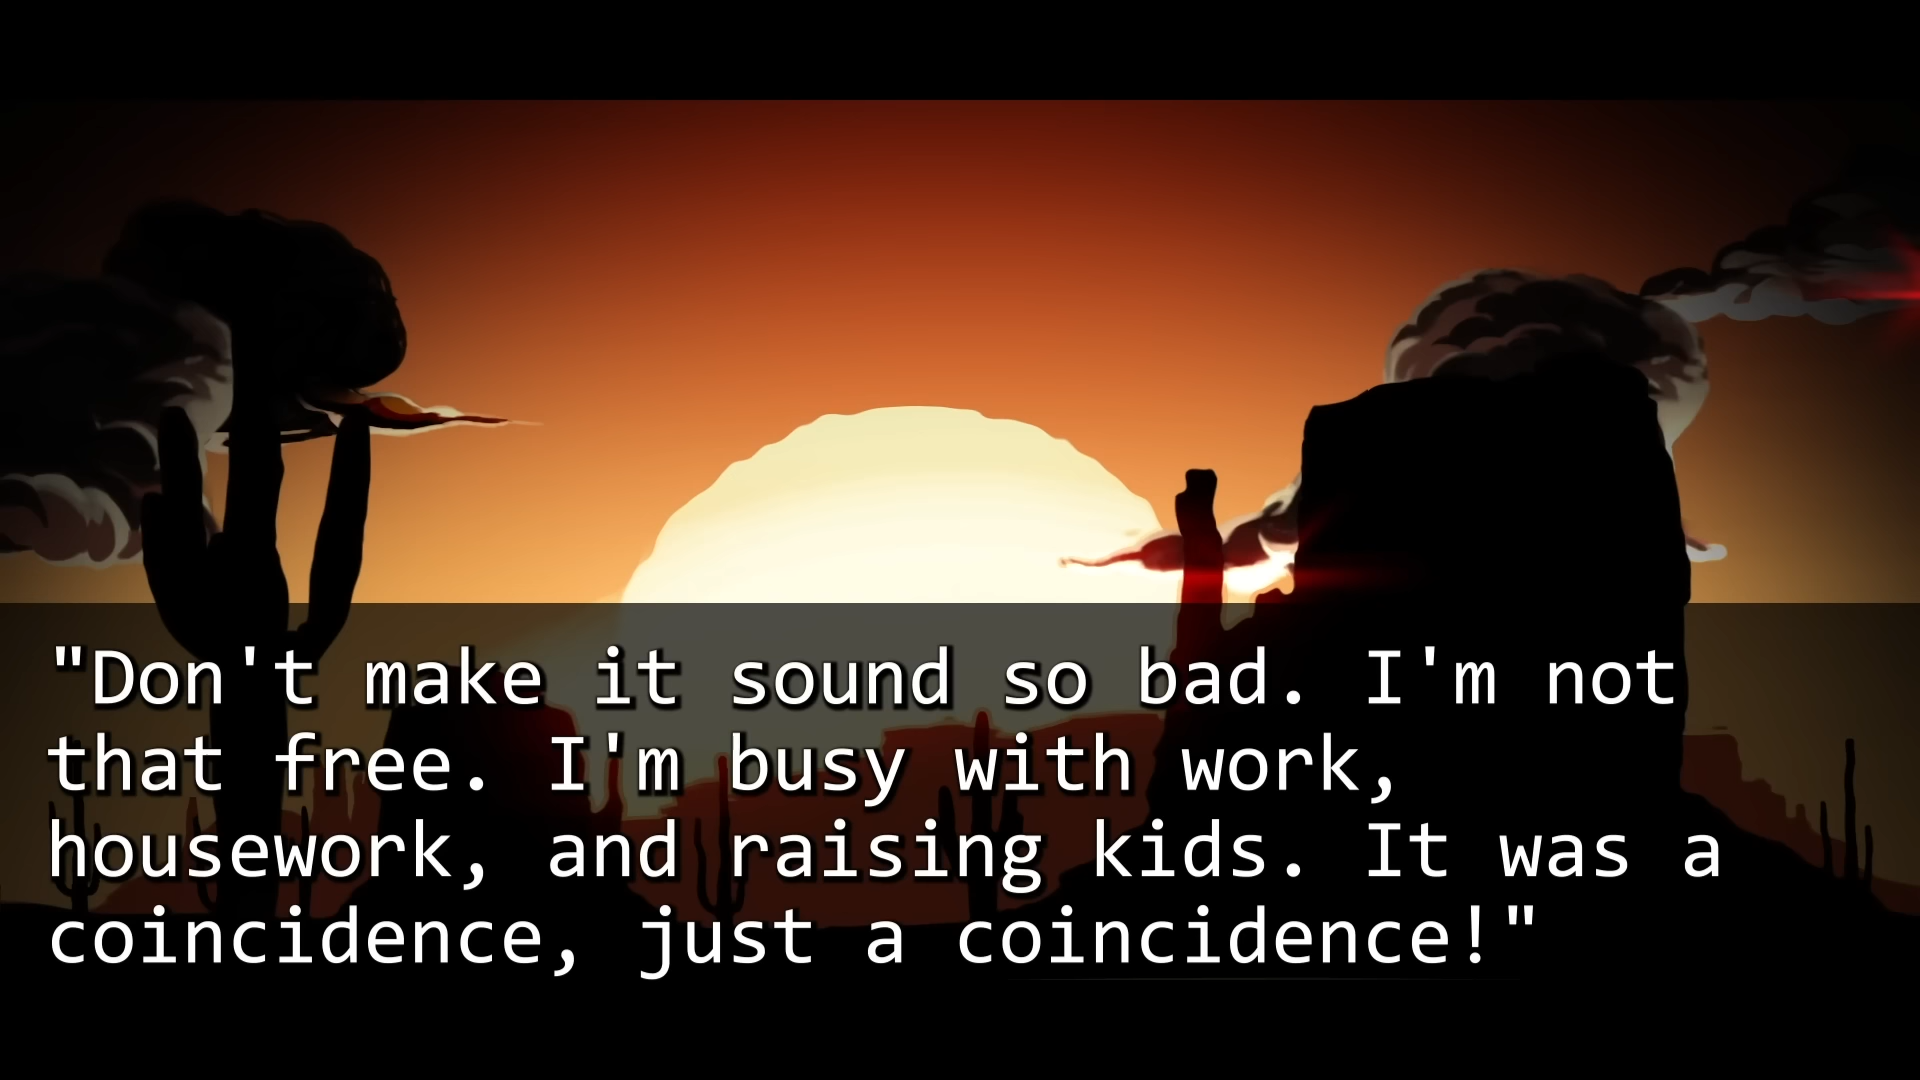 "Don't make it sound so bad. I'm not
that free. I'm busy with work,
housework, and raising kids. It was a
coincidence, just a coincidence!"